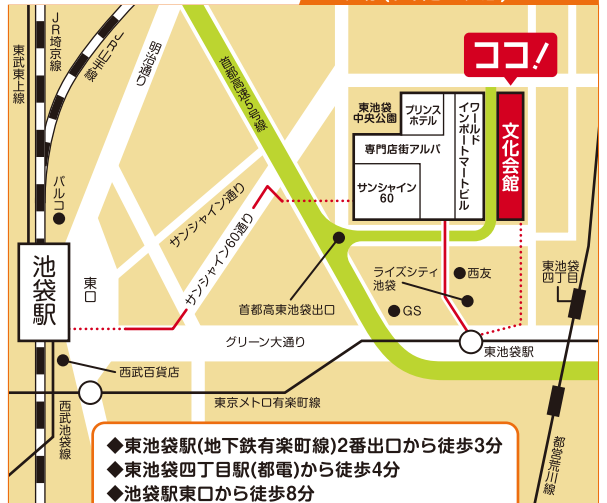 ココ!
JR埼京線
JR山手線
東武東上線
明治通り
首都高速5号線
東池袋
中央公園
プリンス
ホテル
ワールド
インポートマートビル
専門店街アルパ
サンシャイン
60
文化会館
パルコ
サンシャイン通り
サンシャイン60通り
池袋駅
東口
首都高東池袋出口
ライズシティ
池袋
西友
GS
東池袋
四丁目
グリーン大通り
東池袋駅
西武百貨店
東京メトロ有楽町線
西武池袋線
都営荒川線
◆東池袋駅(地下鉄有楽町線)2番出口から徒歩3分
◆東池袋四丁目駅(都電)から徒歩4分
◆池袋駅東口から徒歩8分